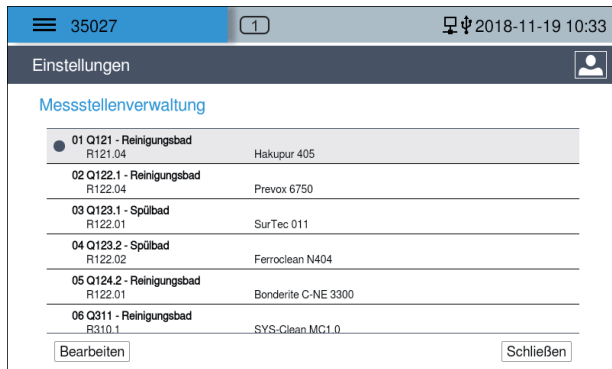 35027 1 2018-11-19 10:33
Einstellungen
Messstellenverwaltung
01 Q121 - Reinigungsbad
R121.04 Hakupur 405
02 Q122.1 - Reinigungsbad
R122.04 Prevox 6750
03 Q123.1 - Spülbad
R122.01 SurTec 011
04 Q123.2 - Spülbad
R122.02 Ferroclean N404
05 Q124.2 - Reinigungsbad
R122.01 Bonderite C-NE 3300
06 Q311 - Reinigungsbad
R310.1 SYS-Clean MC1.0
Bearbeiten Schließen